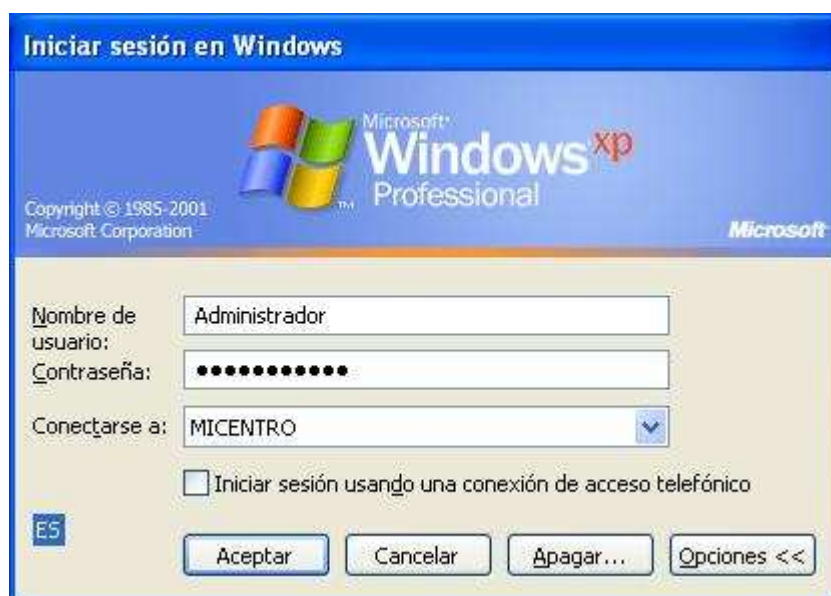 Iniciar sesión en Windows
Microsoft®
Windows xp
Professional
TM
Copyright © 1985-2001
Microsoft Corporation
Microsoft
Nombre de
usuario:
Administrador
Contraseña:
●●●●●●●●●●●
Conectarse a:
MICENTRO
Iniciar sesión usando una conexión de acceso telefónico
ES
Aceptar
Cancelar
Apagar...
Opciones <<